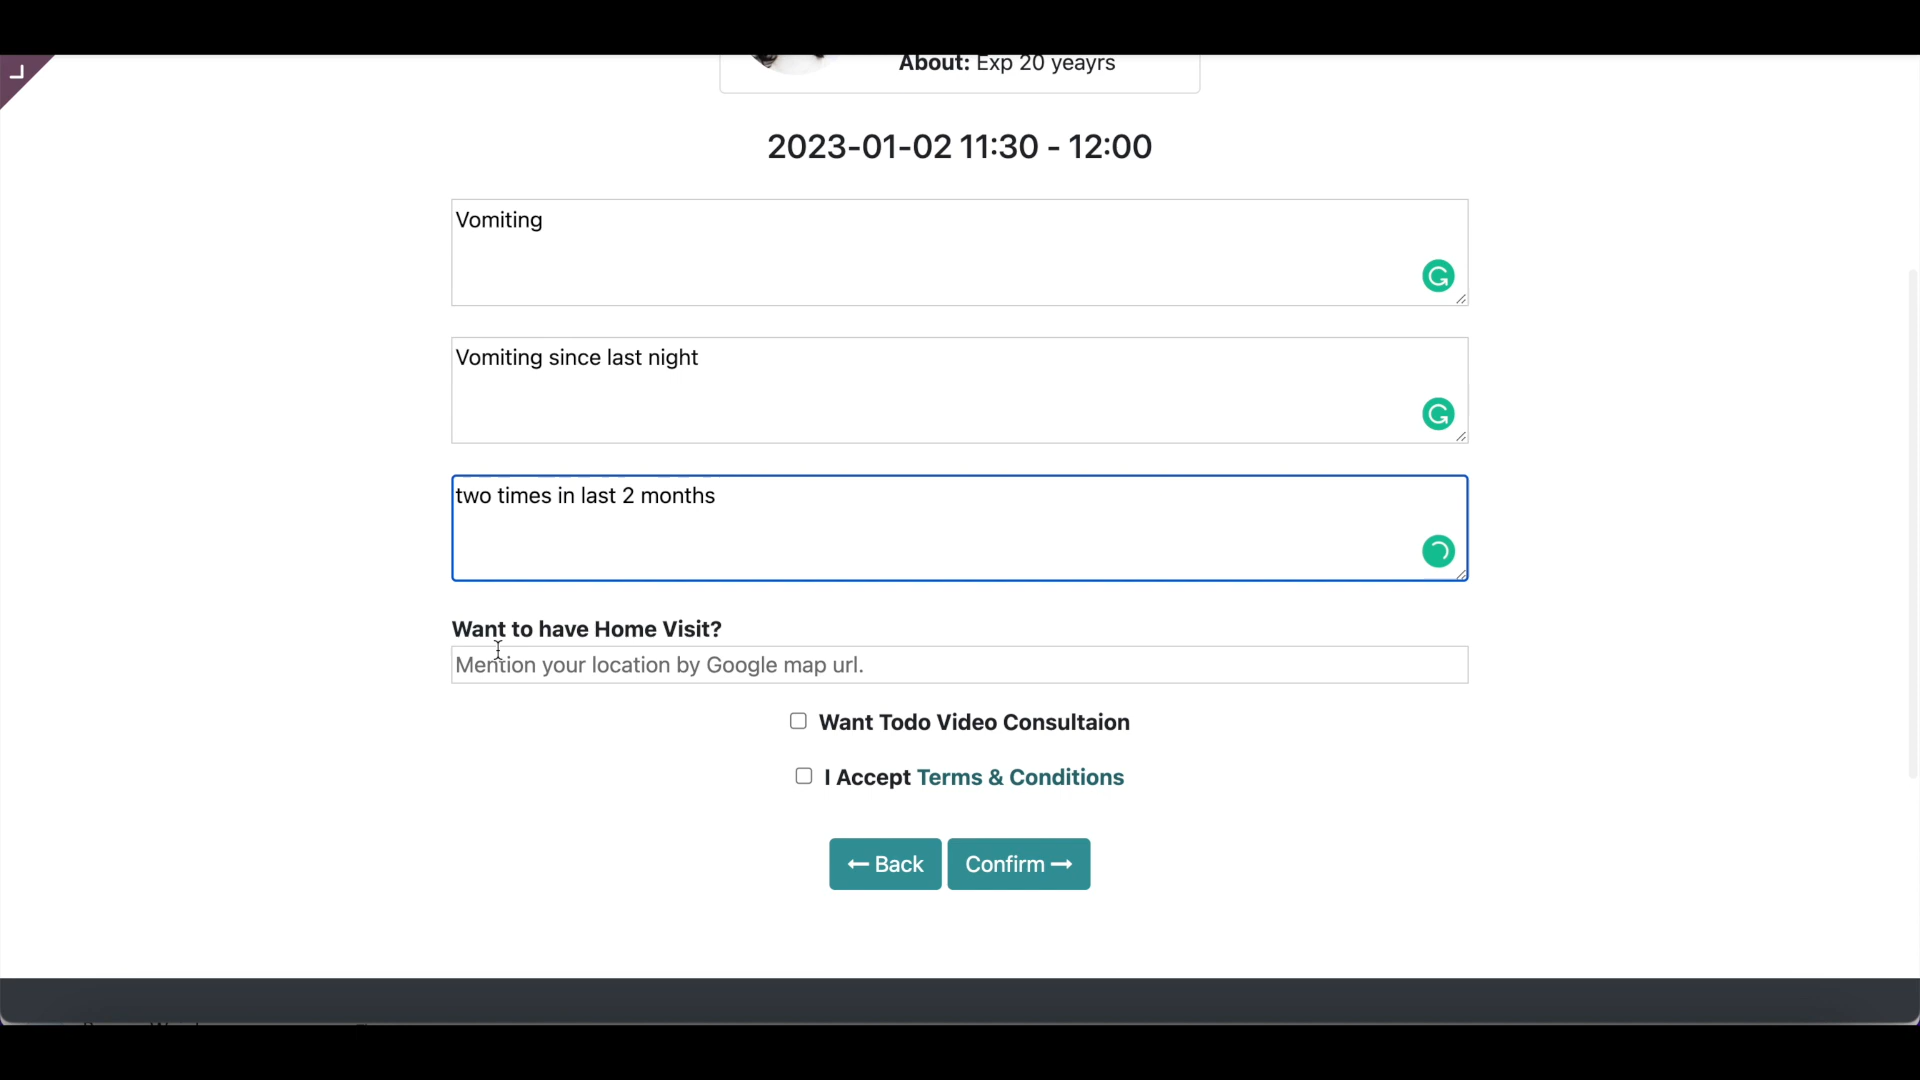 About: Exp 20 yeayrs
2023-01-02 11:30 - 12:00
Vomiting
Vomiting since last night
two times in last 2 months
Want to have Home Visit?
Mention your location by Google map url.
Want Todo Video Consultaion
I Accept Terms & Conditions
← Back Confirm →